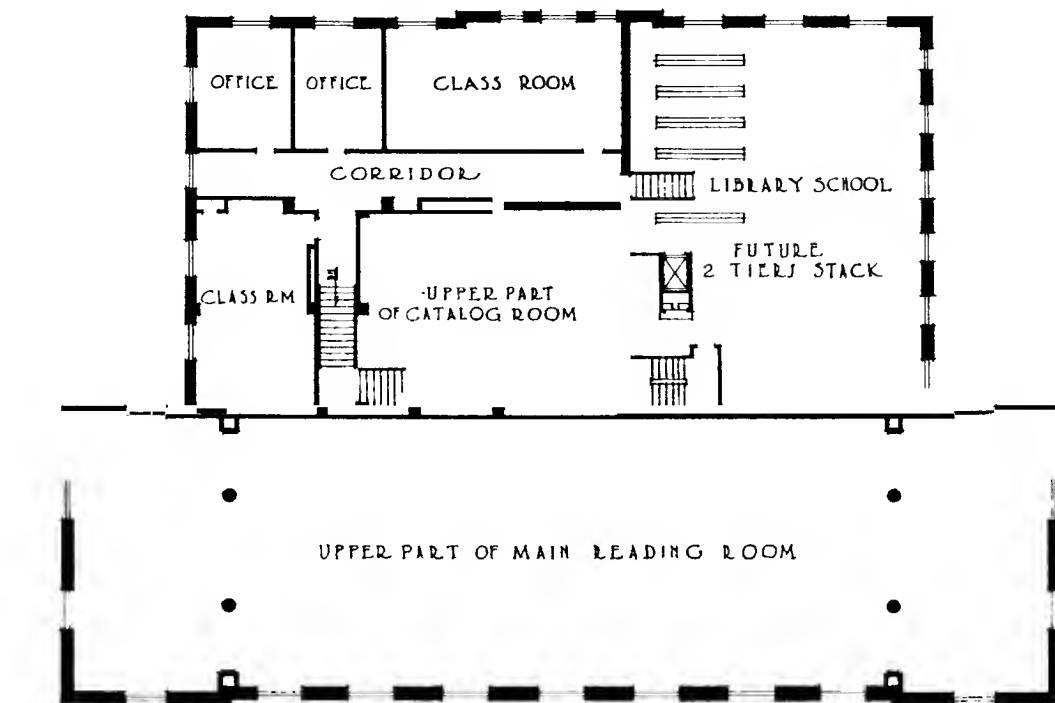 OFFICE
OFFICE
CLASS ROOM
CORRIDOR
LIBRARY SCHOOL
FUTURE
2 TIERS STACK
CLASS RM
UPPER PART
OF CATALOG ROOM
UPPER PART OF MAIN READING ROOM